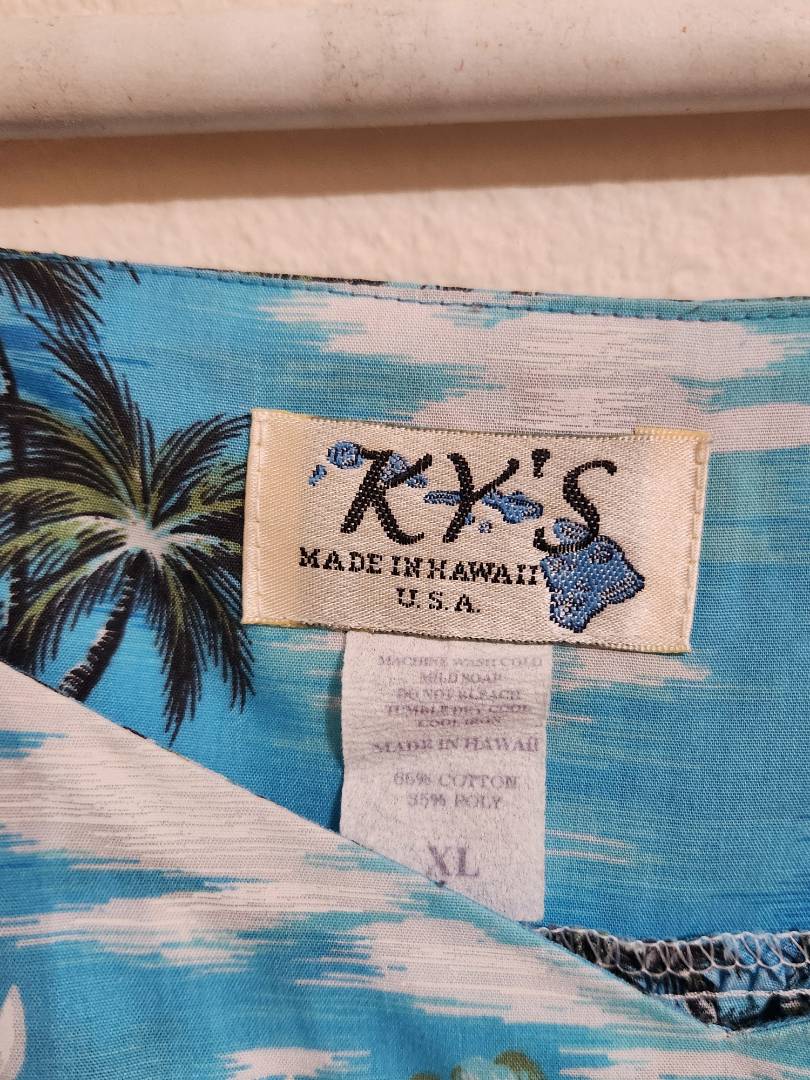 KY'S
MADE IN HAWAII
U.S.A.
MACHINE WASH COLD
MILD SOAP
DO NOT BLEACH
TUMBLE DRY COOL
COOL IRON
MADE IN HAWAII
65% COTTON
35% POLY
XL